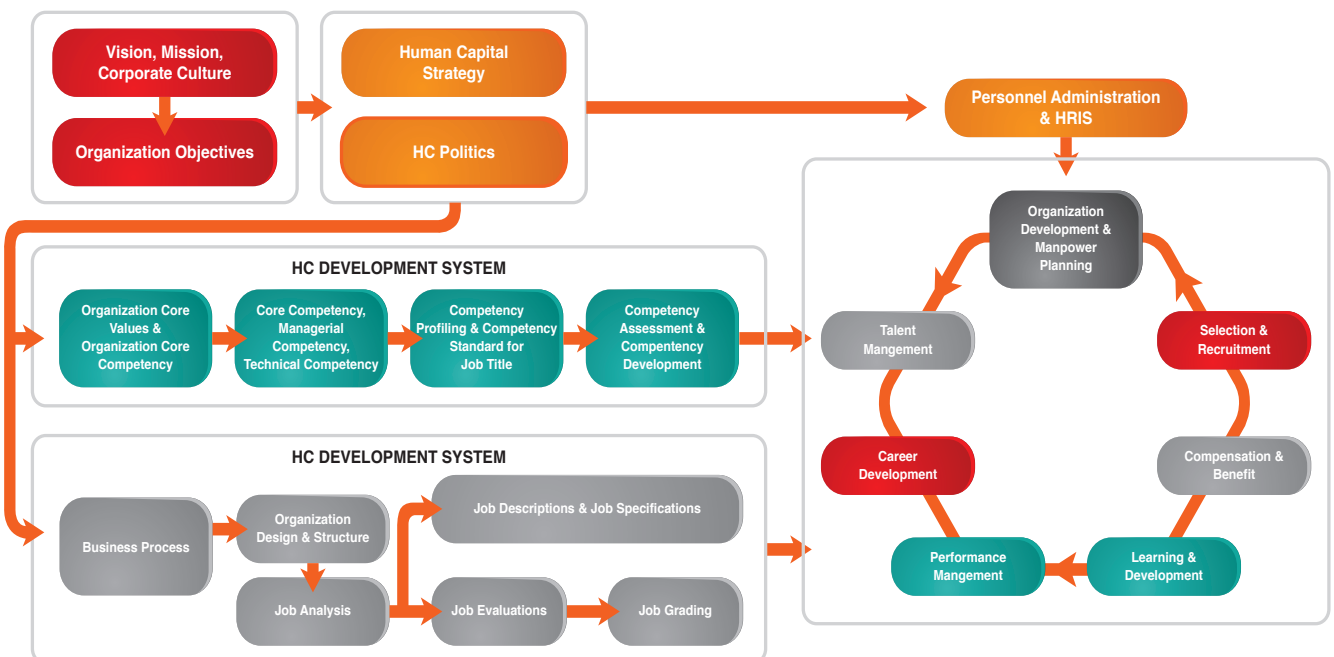 Vision, Mission,
Corporate Culture
Organization Objectives
Human Capital
Strategy
HC Politics
Personnel Administration
& HRIS
HC DEVELOPMENT SYSTEM
Organization Core
Values &
Organization Core
Competency
Core Competency,
Managerial
Competency,
Technical Competency
Competency
Profiling & Competency
Standard for
Job Title
Competency
Assessment &
Compentency
Development
HC DEVELOPMENT SYSTEM
Business Process
Organization
Design & Structure
Job Analysis
Job Descriptions & Job Specifications
Job Evaluations
Job Grading
Organization
Development &
Manpower
Planning
Talent
Mangement
Selection &
Recruitment
Career
Development
Compensation &
Benefit
Performance
Mangement
Learning &
Development